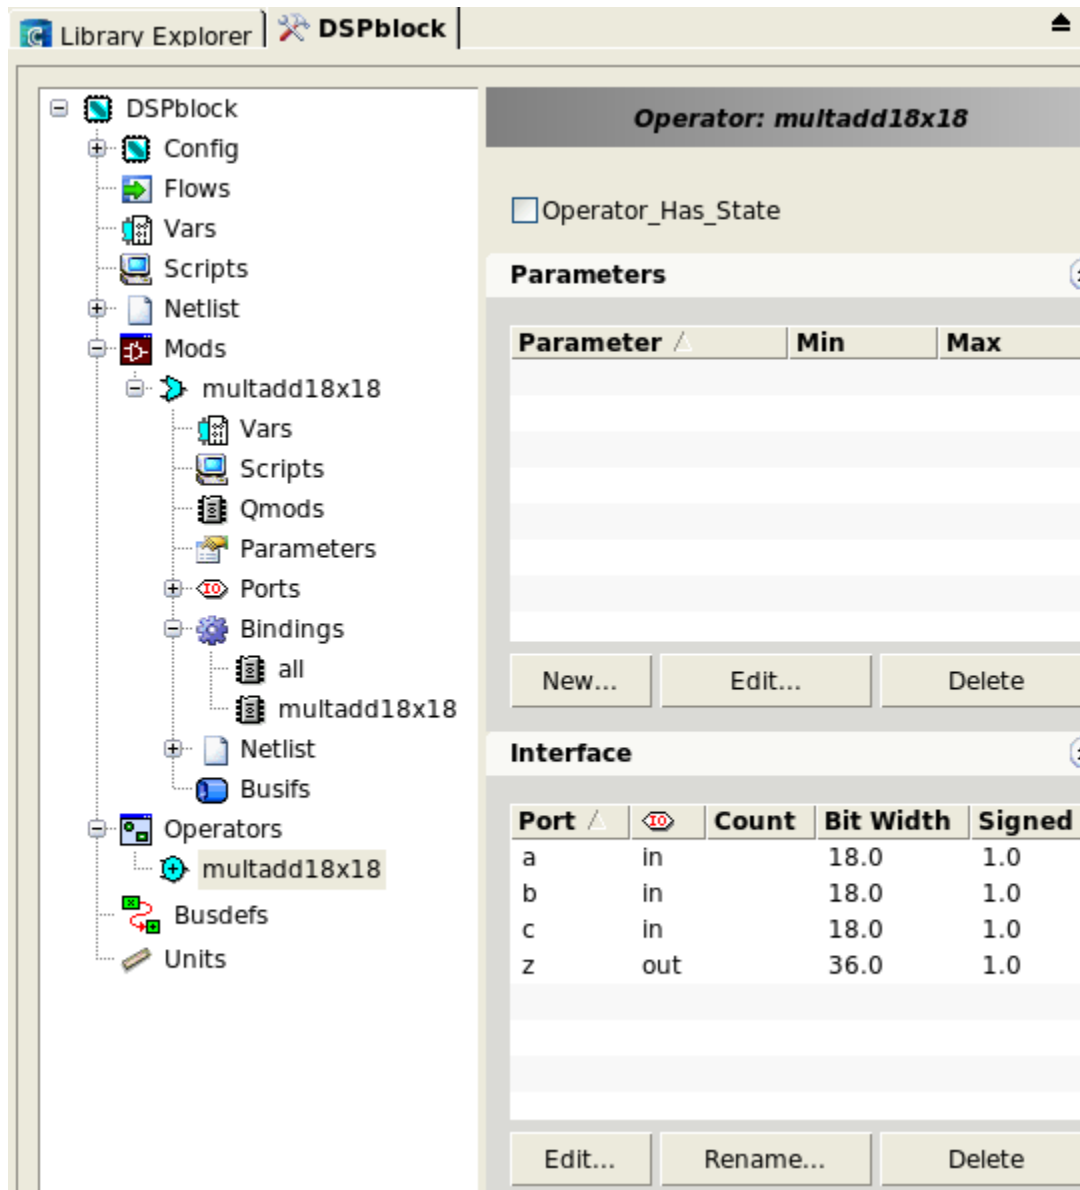 Library Explorer
DSPblock
DSPblock
Config
Flows
Vars
Scripts
Netlist
Mods
multadd18x18
Vars
Scripts
Qmods
Parameters
IO Ports
Bindings
all
multadd18x18
Netlist
Busifs
Operators
multadd18x18
Busdefs
Units
Operator: multadd18x18
Operator_Has_State
Parameters
Parameter Min Max
New... Edit... Delete
Interface
Port IO Count Bit Width Signed
a in 18.0 1.0
b in 18.0 1.0
c in 18.0 1.0
z out 36.0 1.0
Edit... Rename... Delete